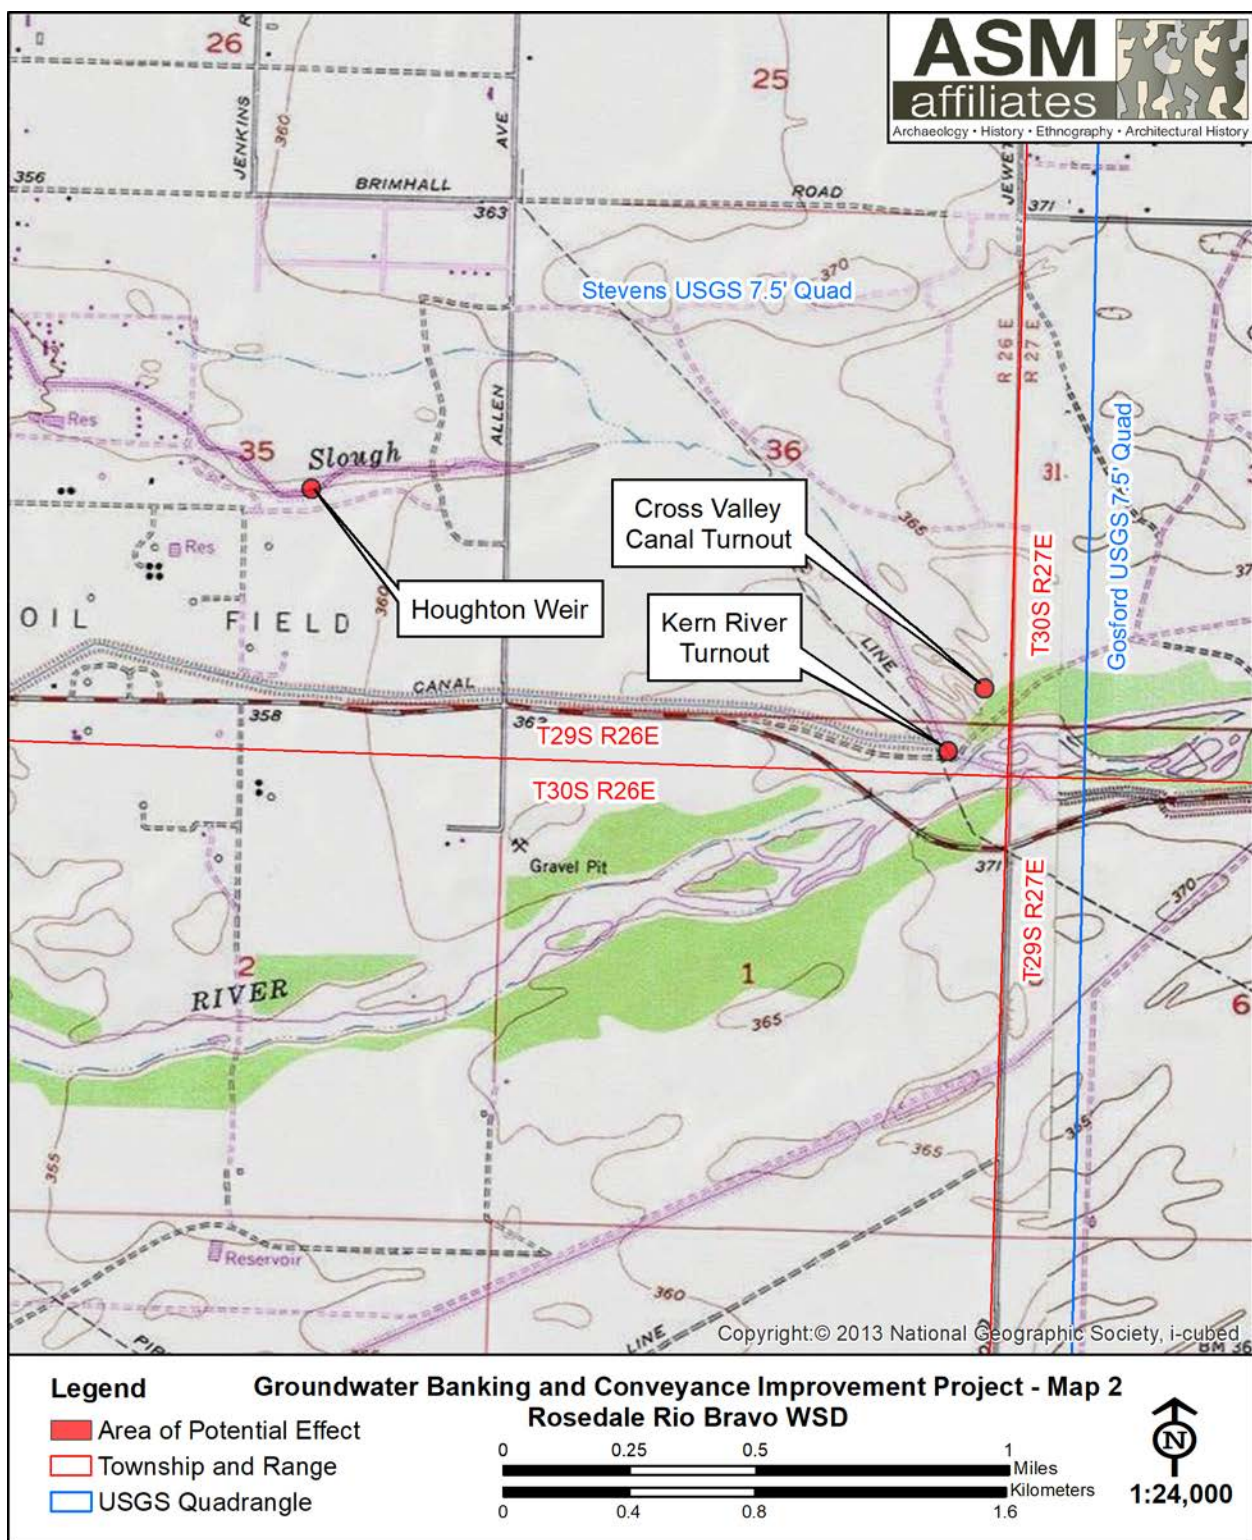 ASM
affiliates
Archaeology • History • Ethnography • Architectural History
26
25
JENKINS
AVE
360
356
BRIMHALL
ROAD
363
371
370
Stevens USGS 7.5' Quad
R 26 E
R 27 E
Res
35
Slough
ALLEN
36
31
365
Cross Valley
Canal Turnout
Gosford USGS 7.5' Quad
T30S R27E
Res
Houghton Weir
360
Kern River
Turnout
OIL FIELD
LINE
CANAL
358
T29S R26E
T30S R26E
Gravel Pit
371
T29S R27E
370
2
RIVER
1
365
6
365
365
365
Reservoir
360
LINE
Copyright:© 2013 National Geographic Society, i-cubed
Legend
Area of Potential Effect
Township and Range
USGS Quadrangle
Groundwater Banking and Conveyance Improvement Project - Map 2
Rosedale Rio Bravo WSD
0 0.25 0.5 1
Miles
Kilometers
0 0.4 0.8 1.6
N
1:24,000